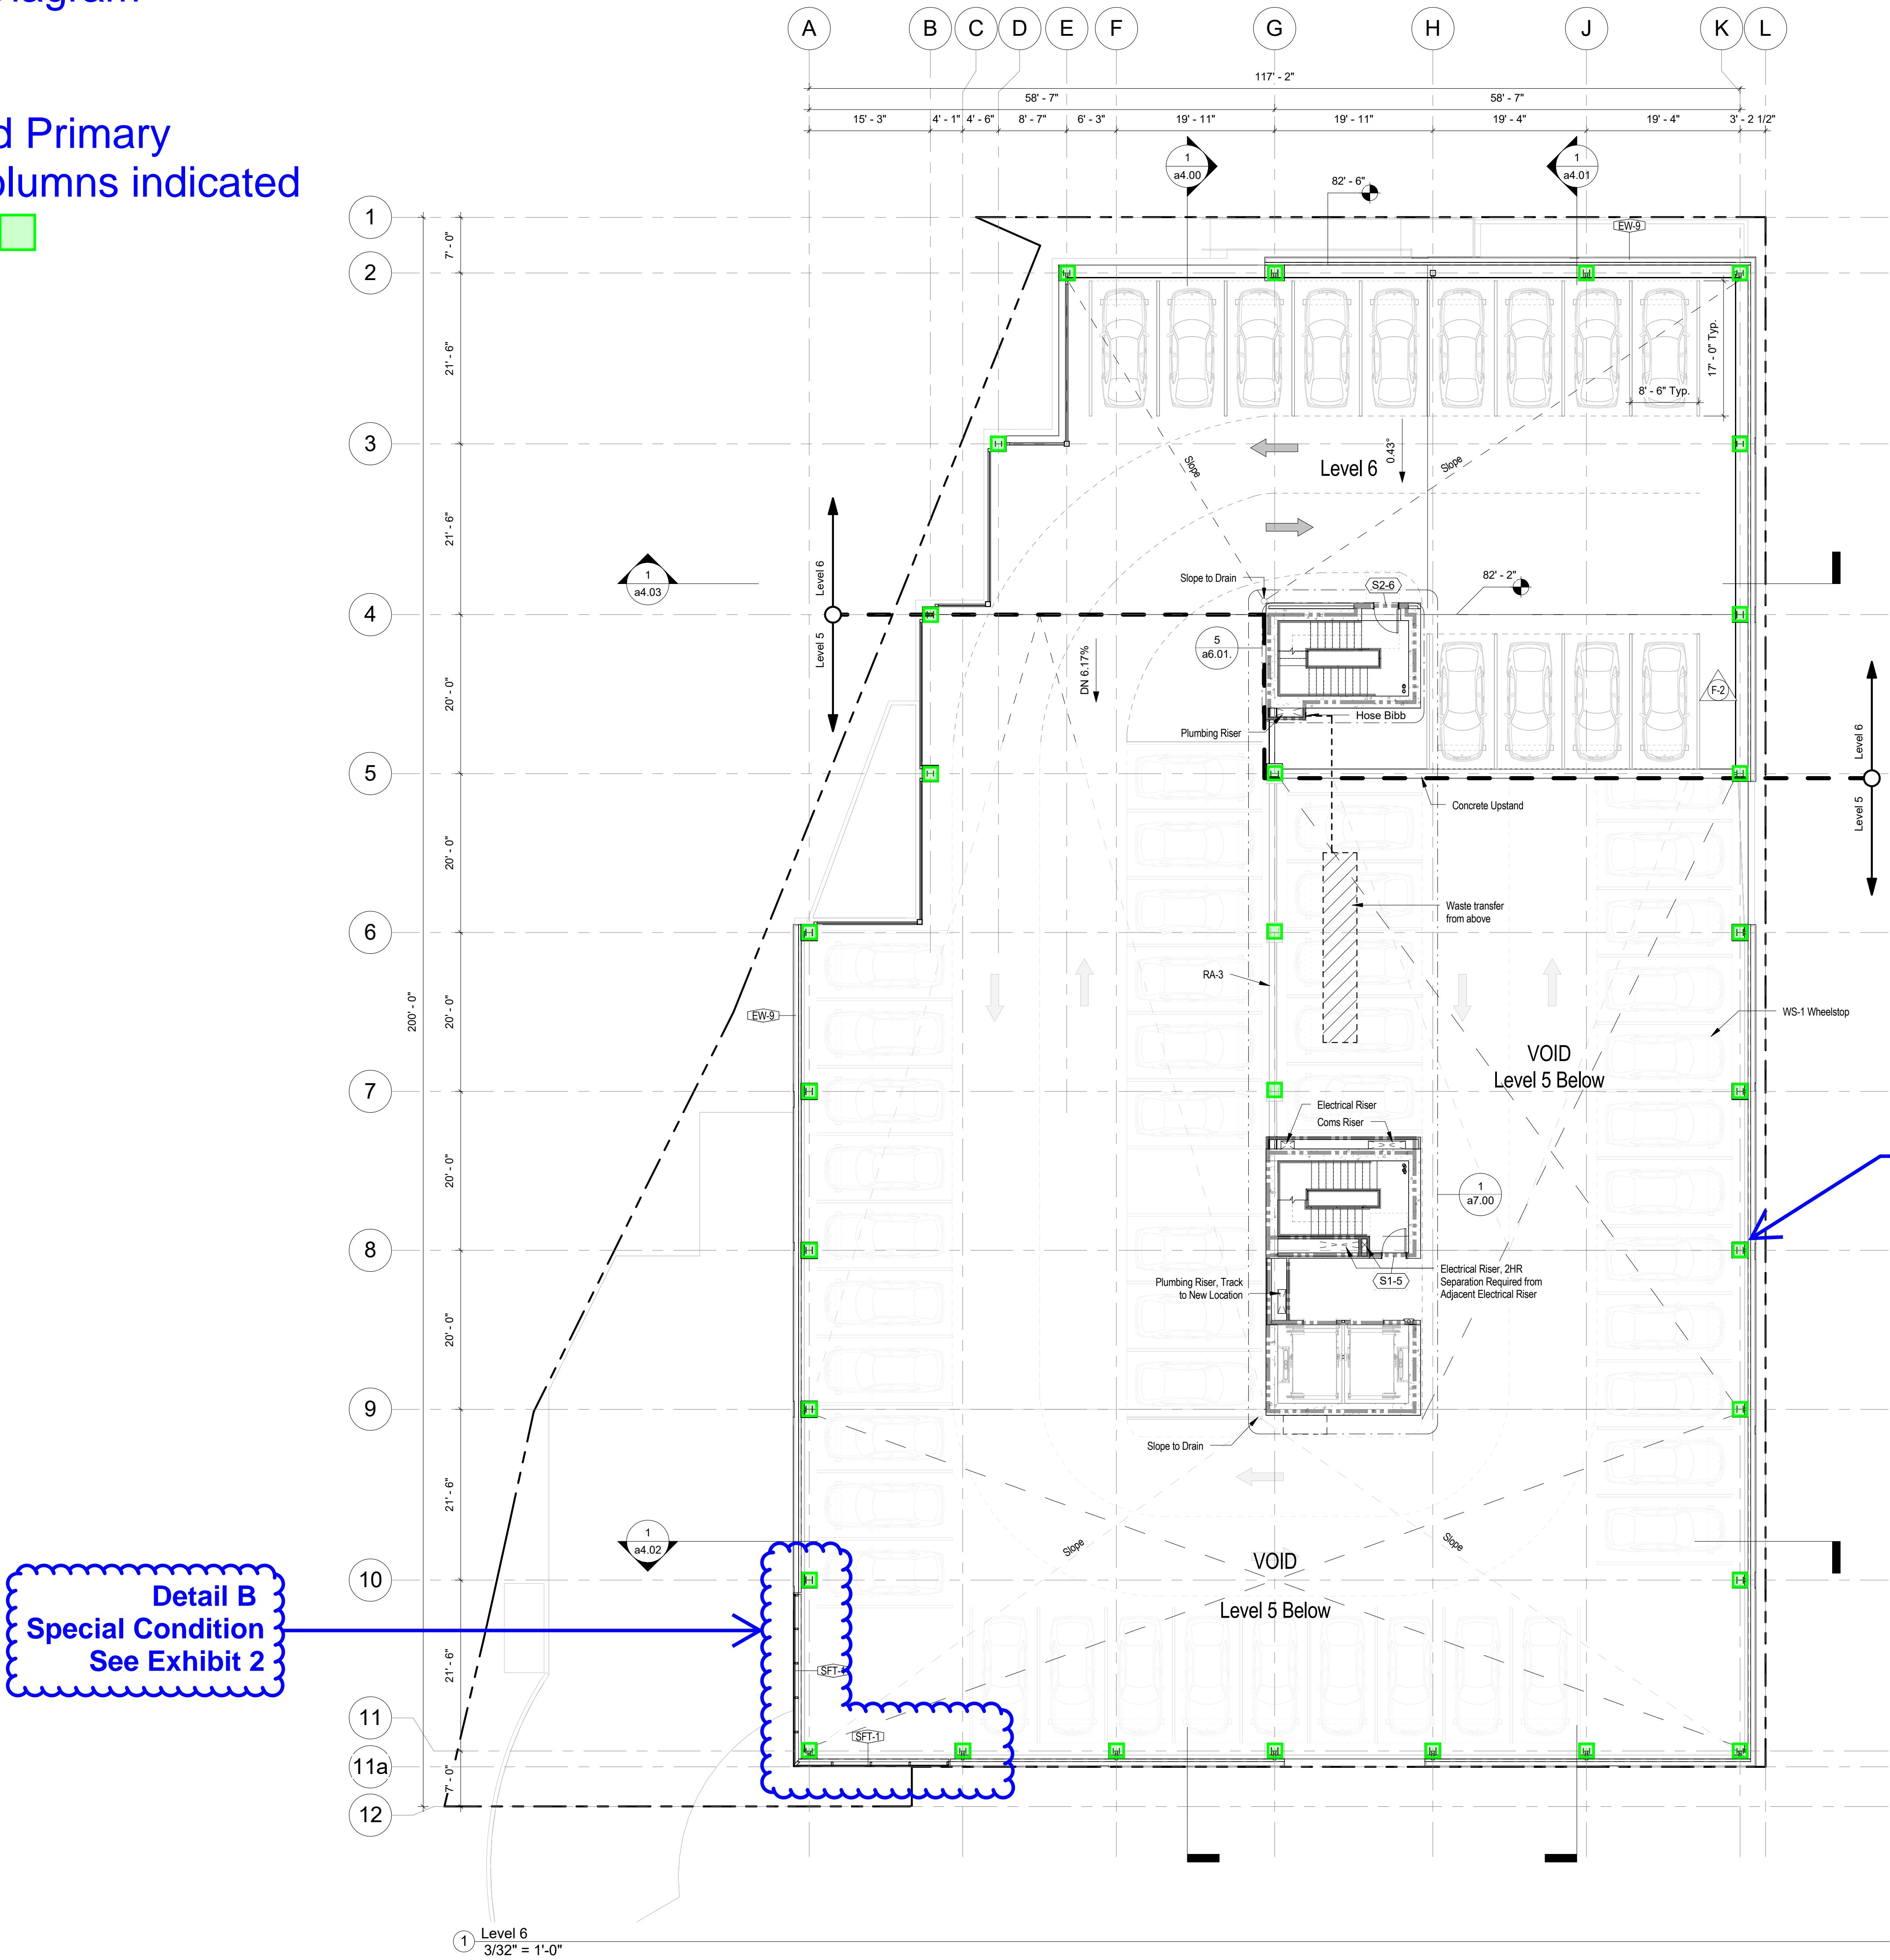 A B C D E F G H J K L
117' - 2"
58' - 7" 58' - 7"
15' - 3" 4' - 1" 4' - 6" 8' - 7" 6' - 3" 19' - 11" 19' - 11" 19' - 4" 19' - 4" 3' - 2 1/2"
d Primary
olumns indicated
1
a4.00
1
a4.01
82' - 6"
EW-9
1
2
3
4
5
6
7
8
9
10
11
11a
12
7' - 0"
21' - 6"
21' - 6"
20' - 0"
20' - 0"
20' - 0"
20' - 0"
20' - 0"
21' - 6"
21' - 6"
7' - 0"
200' - 0"
17' - 0" Typ.
8' - 6" Typ.
0.43°
Level 6
Slope
Slope
1
a4.03
Level 6
Level 5
Slope to Drain
S2-6
82' - 2"
5
a6.01.
DN 6.17%
F-2
Hose Bibb
Plumbing Riser
Level 6
Level 5
Concrete Upstand
Waste transfer
from above
RA-3
EW-9
WS-1 Wheelstop
VOID
Level 5 Below
Electrical Riser
Coms Riser
1
a7.00
Plumbing Riser, Track
to New Location
S1-5
Electrical Riser, 2HR
Separation Required from
Adjacent Electrical Riser
Slope to Drain
Slope
Slope
1
a4.02
VOID
Level 5 Below
Detail B
Special Condition
See Exhibit 2
SFT-1
1
Level 6
3/32" = 1'-0"